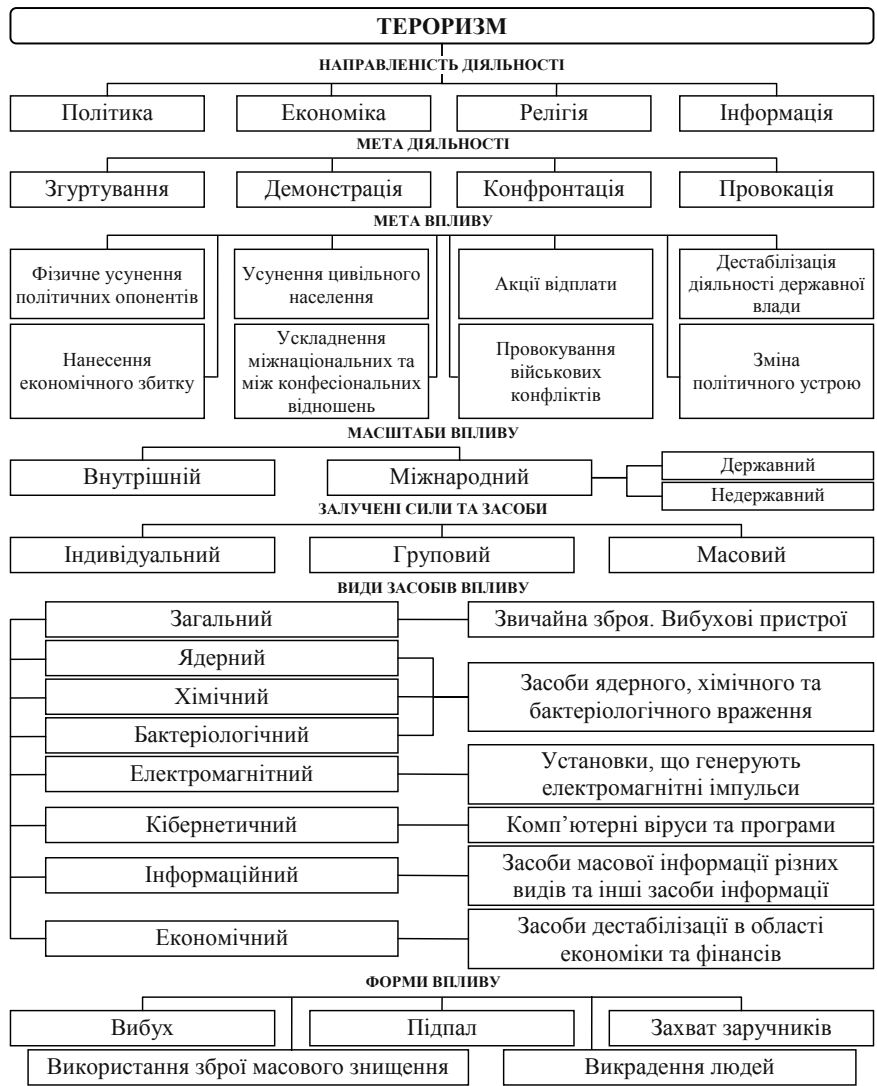 ТЕРОРИЗМ
НАПРАВЛЕНІСТЬ ДІЯЛЬНОСТІ
Політика
Економіка
Релігія
Інформація
МЕТА ДІЯЛЬНОСТІ
Згуртування
Демонстрація
Конфронтація
Провокація
МЕТА ВПЛИВУ
Фізичне усунення
політичних опонентів
Усунення цивільного
населення
Акції відплати
Дестабілізація
діяльності державної
влади
Нанесення
економічного збитку
Ускладнення
міжнаціональних та
між конфесіональних
відношень
Провокування
військових
конфліктів
Зміна
політичного устрою
МАСШТАБИ ВПЛИВУ
Внутрішній
Міжнародний
Державний
Недержавний
ЗАЛУЧЕНІ СИЛИ ТА ЗАСОБИ
Індивідуальний
Груповий
Масовий
ВИДИ ЗАСОБІВ ВПЛИВУ
Загальний
Звичайна зброя. Вибухові пристрої
Ядерний
Хімічний
Бактеріологічний
Засоби ядерного, хімічного та
бактеріологічного враження
Електромагнітний
Установки, що генерують
електромагнітні імпульси
Кібернетичний
Комп’ютерні віруси та програми
Інформаційний
Засоби масової інформації різних
видів та інші засоби інформації
Економічний
Засоби дестабілізації в області
економіки та фінансів
ФОРМИ ВПЛИВУ
Вибух
Підпал
Захват заручників
Використання зброї масового знищення
Викрадення людей